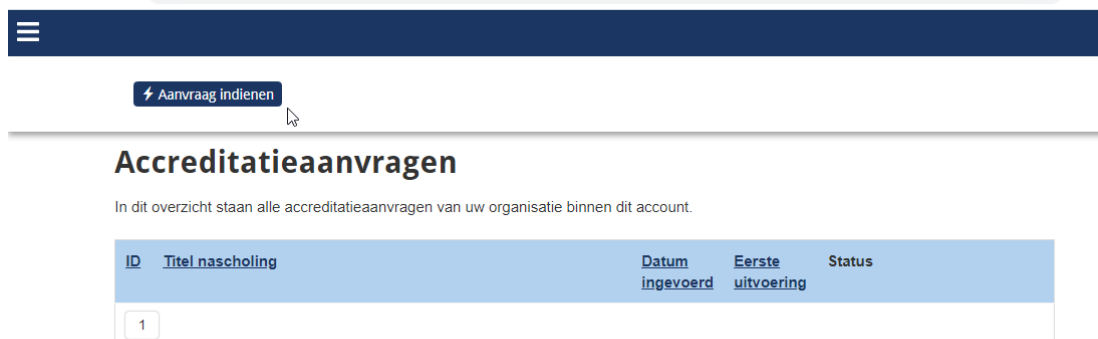 Aanvraag indienen
Accreditatieaanvragen
In dit overzicht staan alle accreditatieaanvragen van uw organisatie binnen dit account.
ID Titel nascholing Datum ingevoerd Eerste uitvoering Status
1